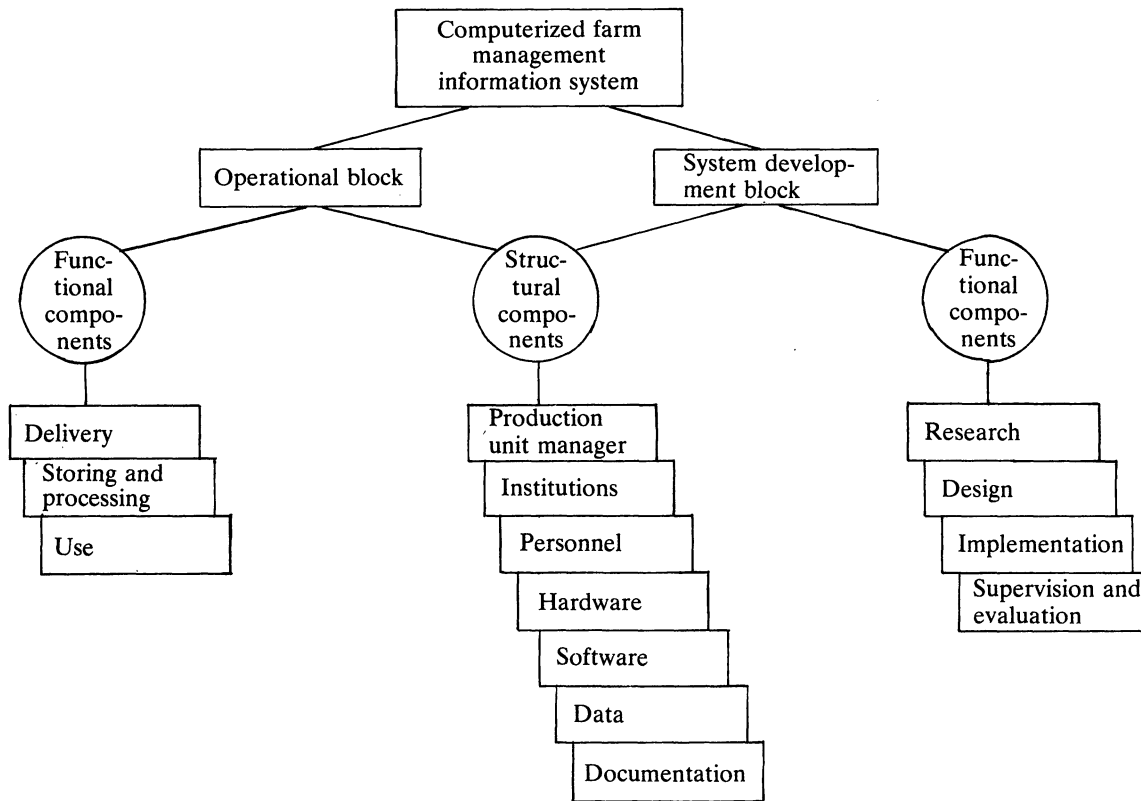 Computerized farm
management
information system
Operational block
System develop-
ment block
Func-
tional
compo-
nents
Struc-
tural
compo-
nents
Func-
tional
compo-
nents
Delivery
Storing and
processing
Use
Production
unit manager
Institutions
Personnel
Hardware
Software
Data
Documentation
Research
Design
Implementation
Supervision and
evaluation